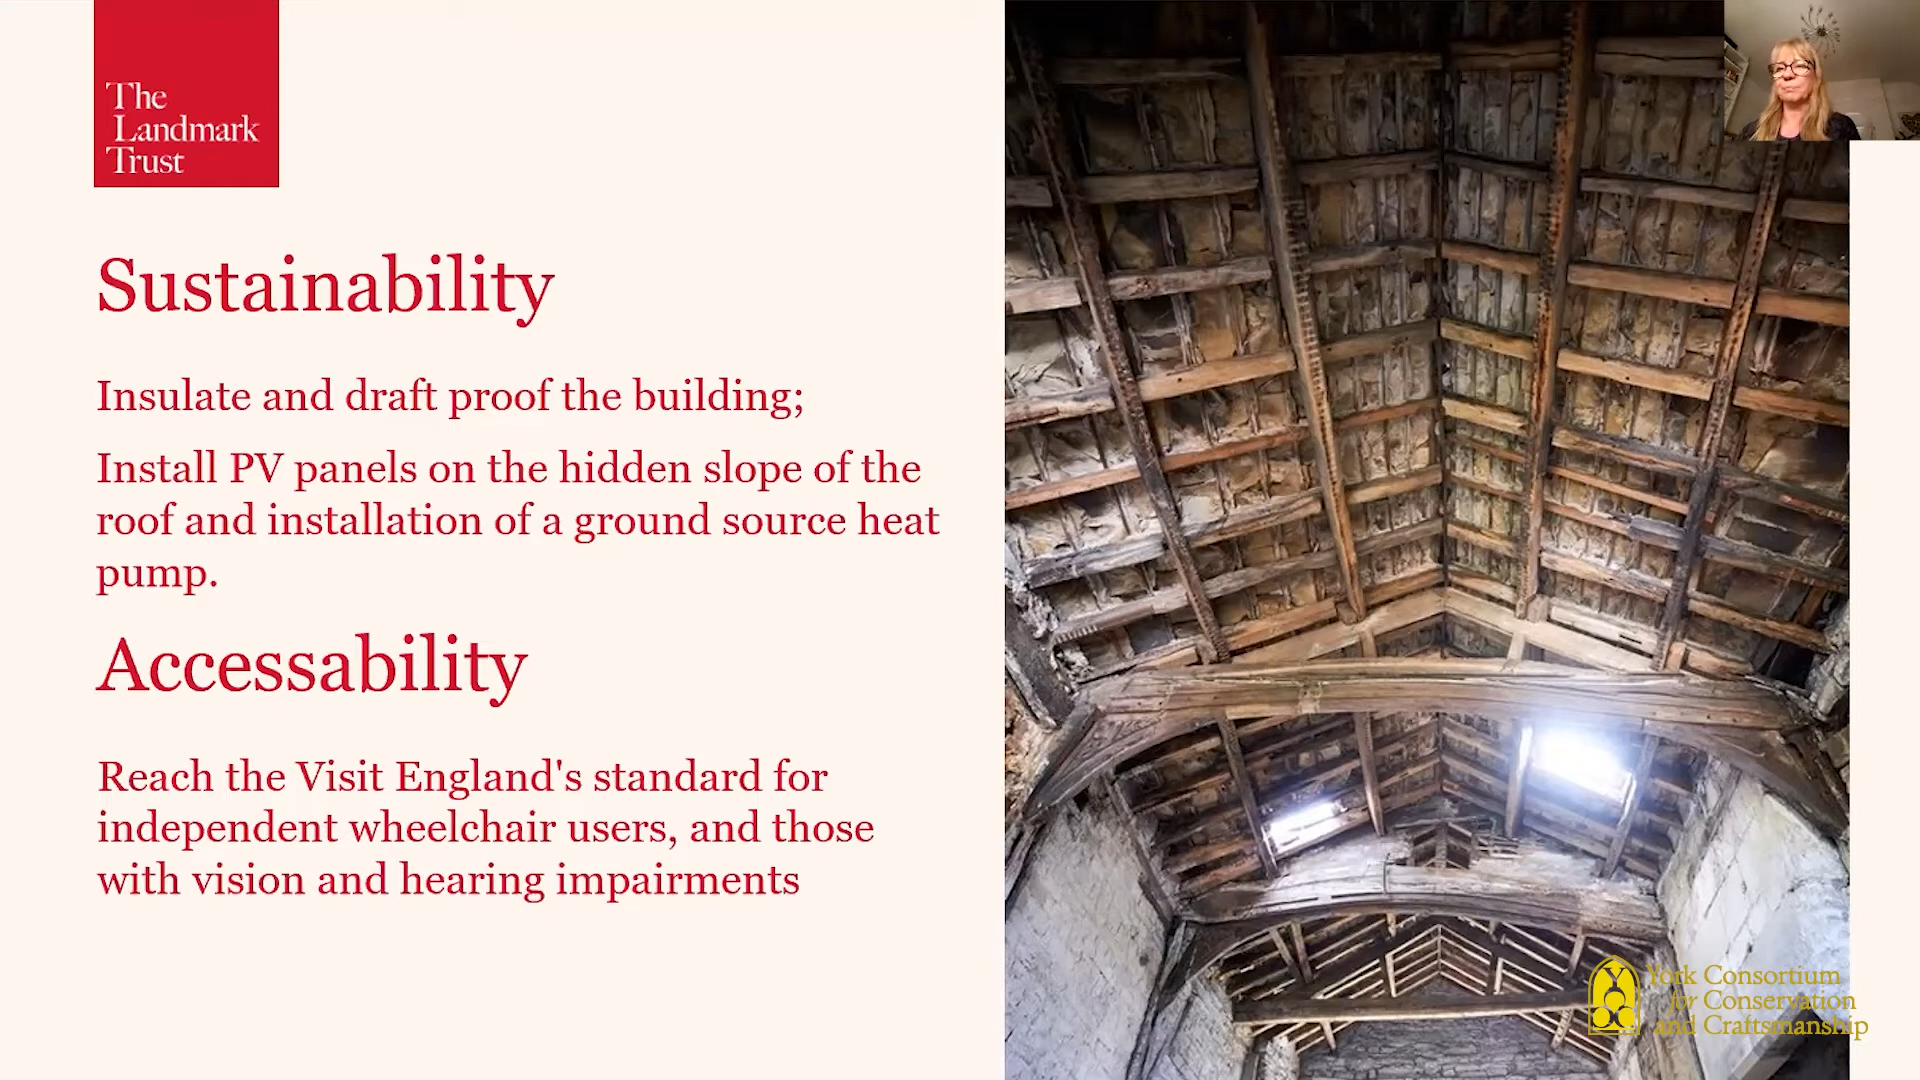 The
Landmark
Trust
Sustainability
Insulate and draft proof the building;
Install PV panels on the hidden slope of the
roof and installation of a ground source heat
pump.
Accessability
Reach the Visit England's standard for
independent wheelchair users, and those
with vision and hearing impairments
York Consortium
for Conservation
and Craftsmanship